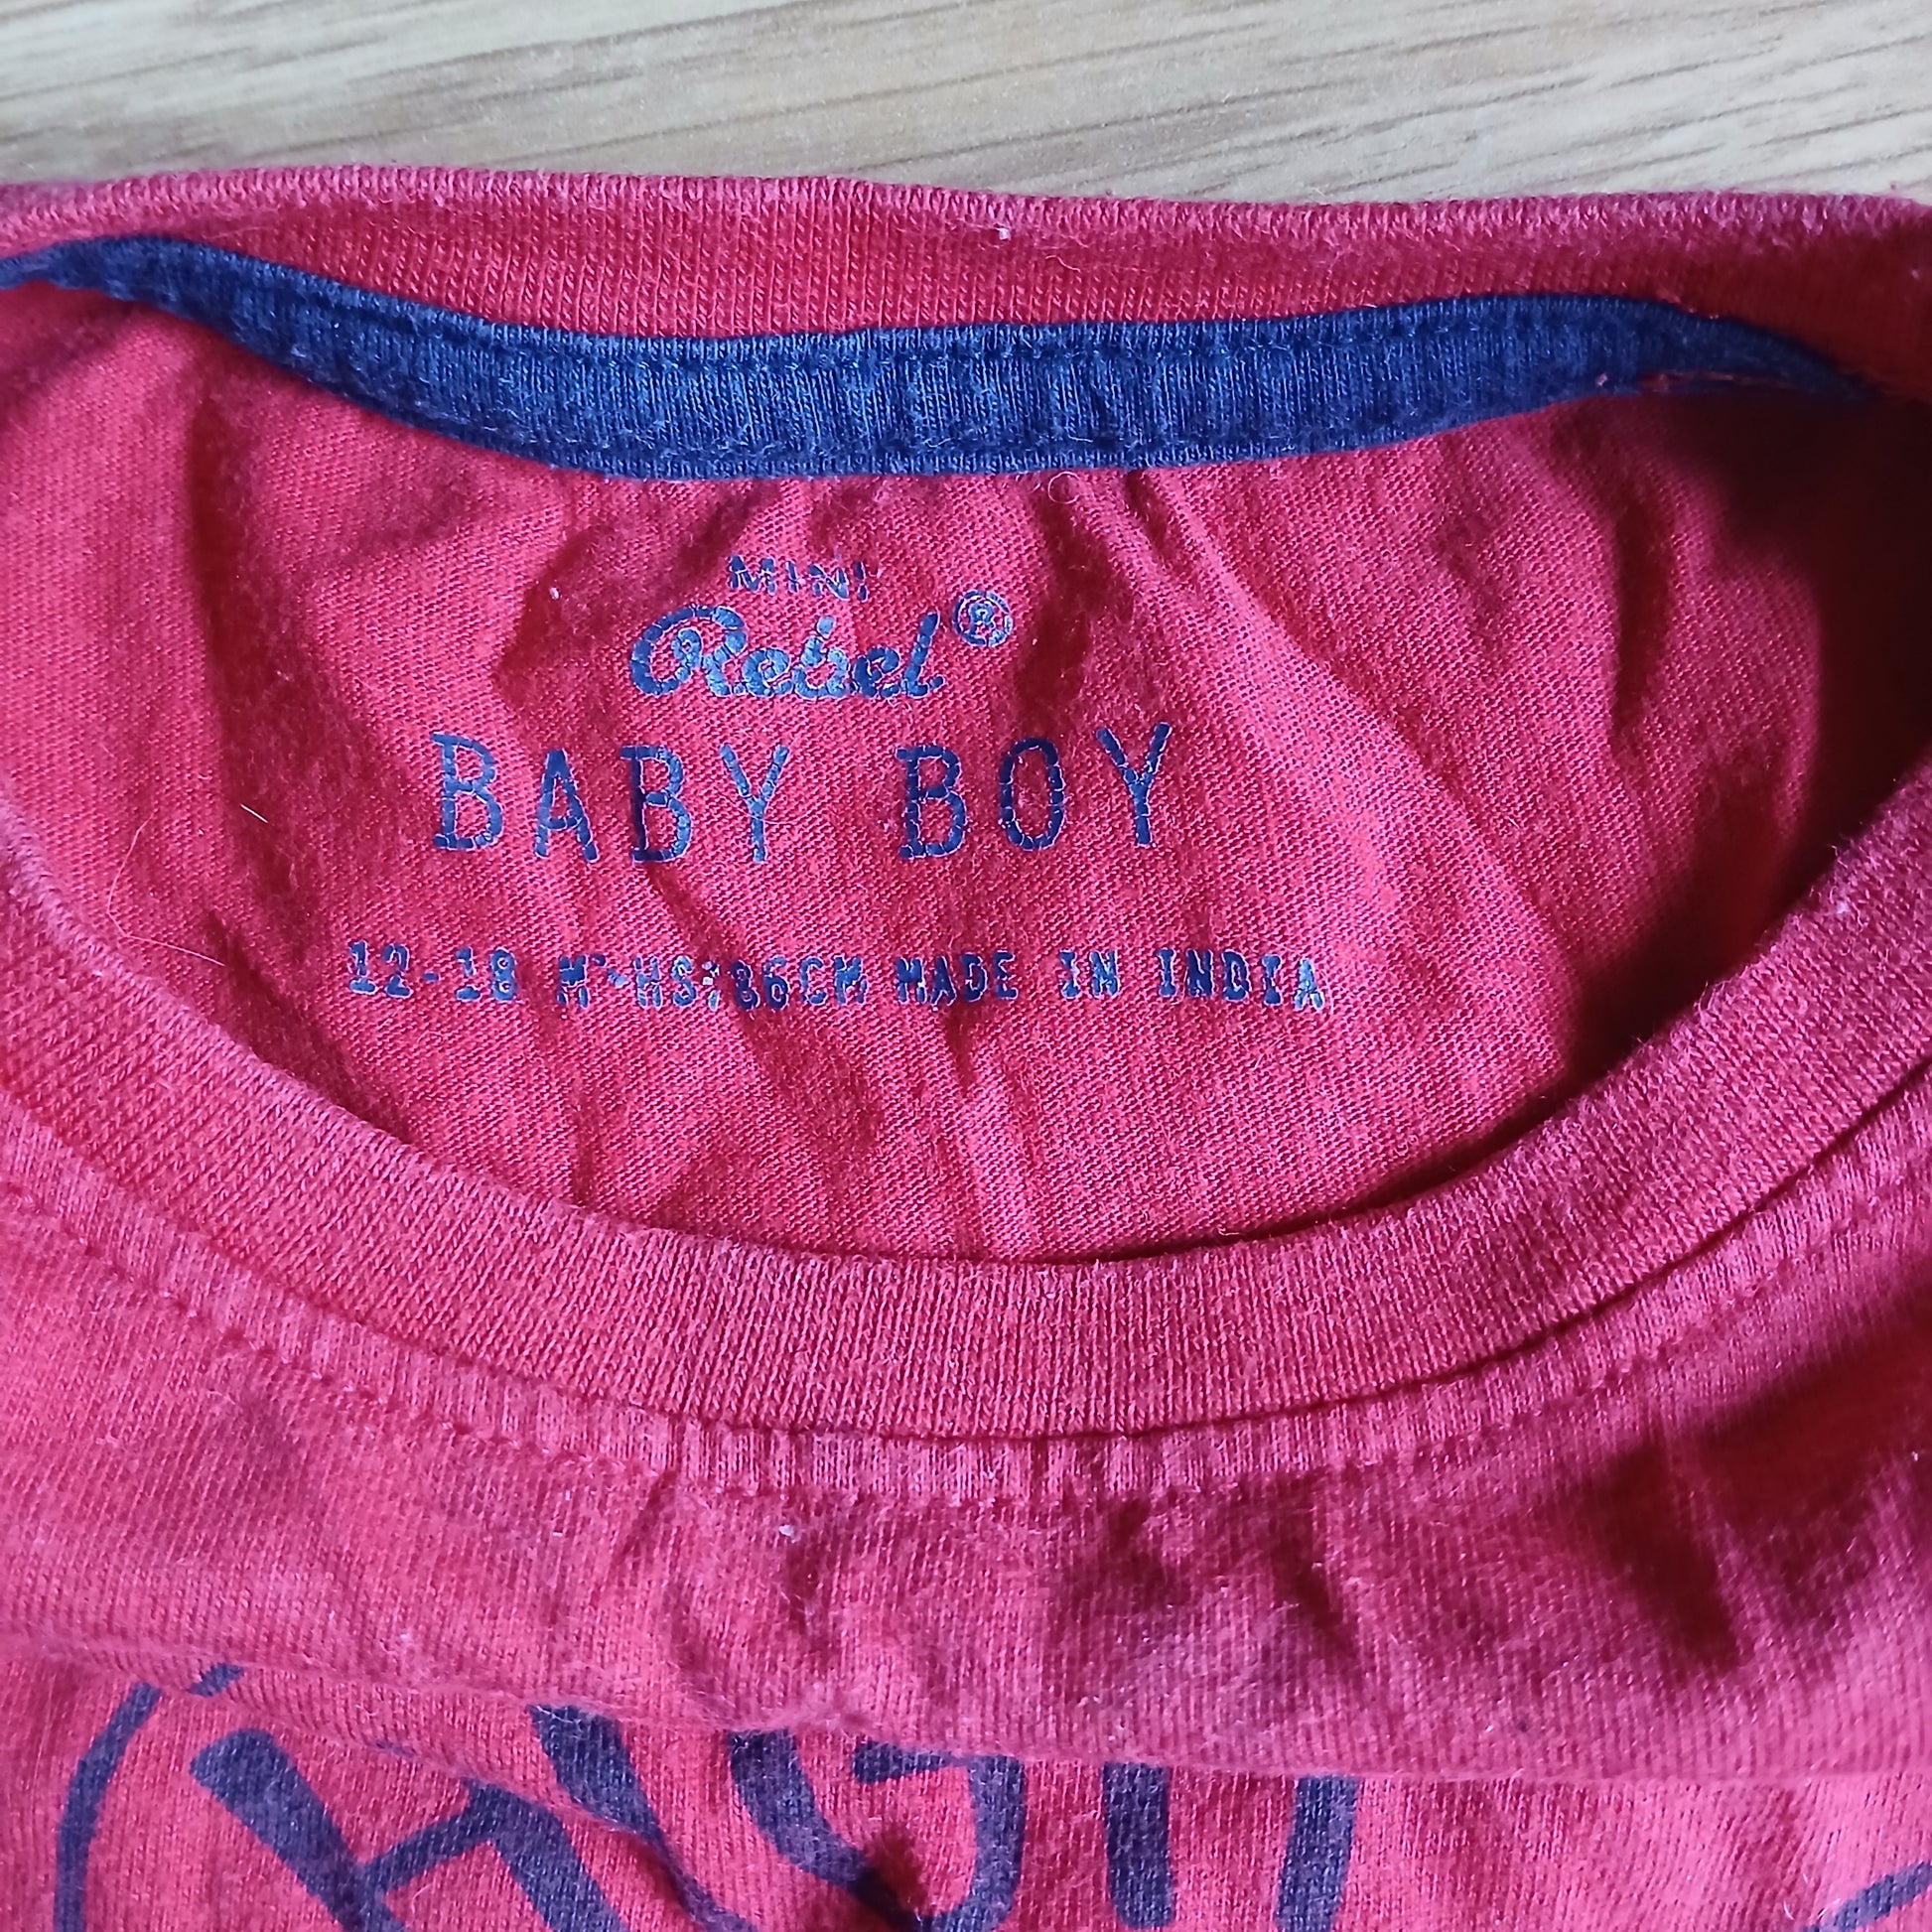 MINI
Rebel®
BABY BOY
12-18 M'-HS/86CM MADE IN INDIA